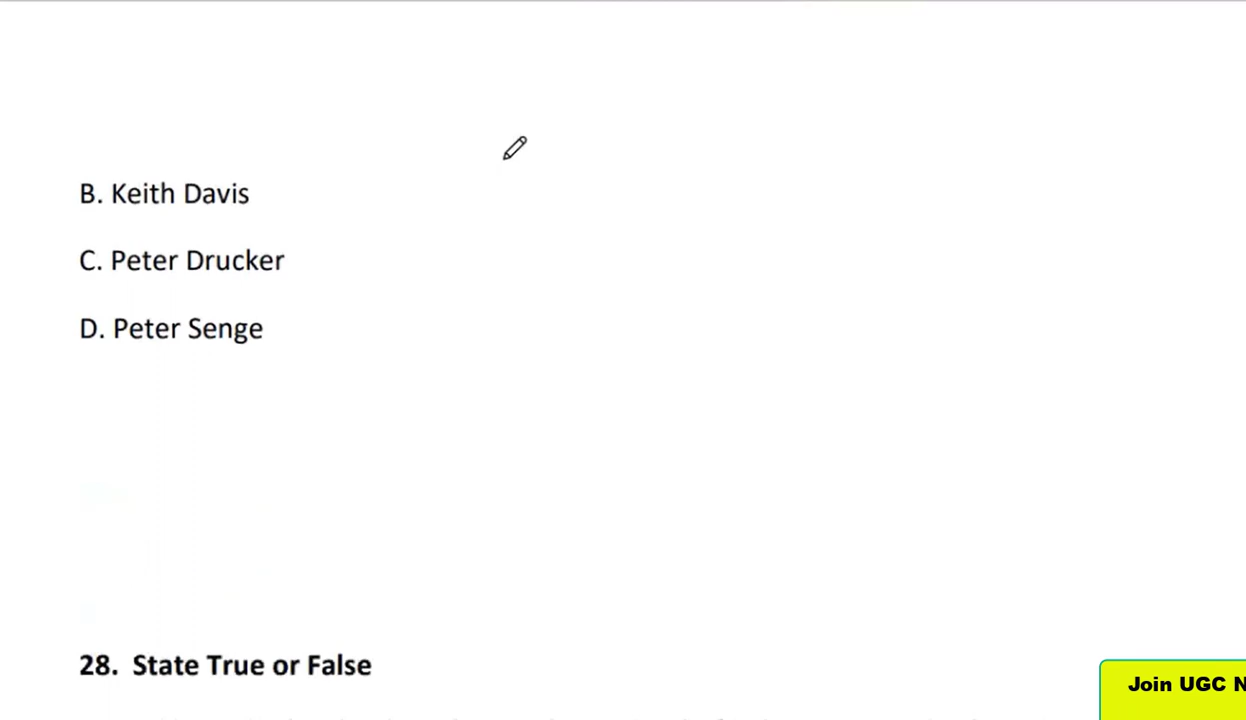 B. Keith Davis
C. Peter Drucker
D. Peter Senge
28. State True or False
Join UGC N